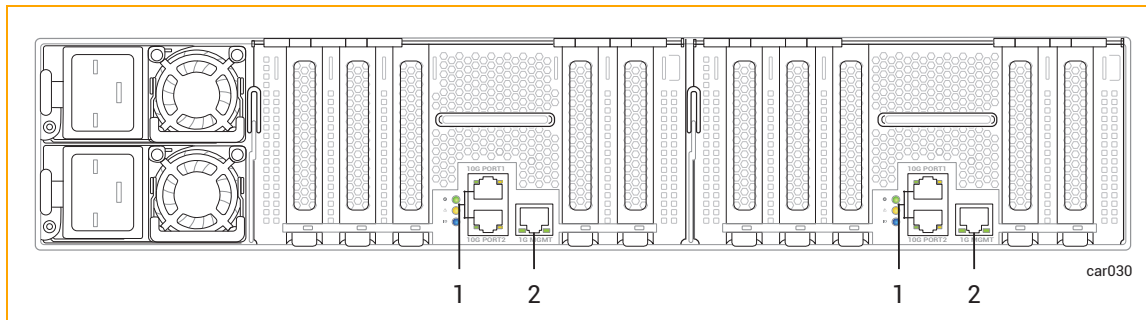 10G PORT1 10G PORT1
10G PORT2 1G MGMT 10G PORT2 1G MGMT
car030
1 2 1 2